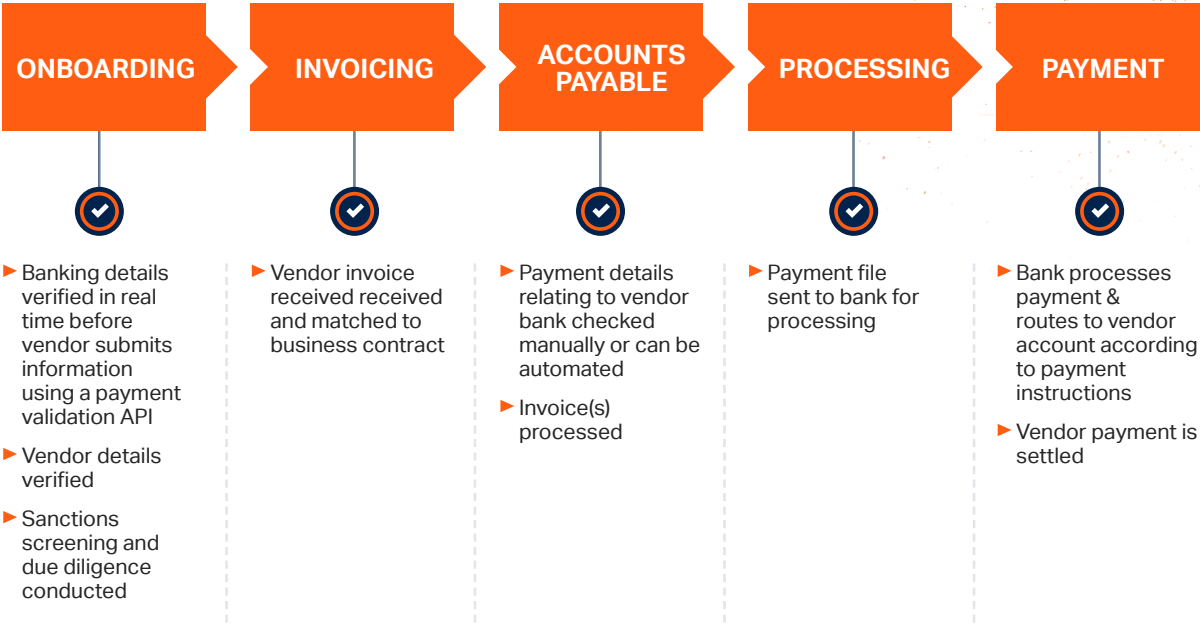 ONBOARDING
INVOICING
ACCOUNTS
PAYABLE
PROCESSING
PAYMENT
Banking details
verified in real
time before
vendor submits
information
using a payment
validation API
Vendor details
verified
Sanctions
screening and
due diligence
conducted
Vendor invoice
received received
and matched to
business contract
Payment details
relating to vendor
bank checked
manually or can be
automated
Invoice(s)
processed
Payment file
sent to bank for
processing
Bank processes
payment &
routes to vendor
account according
to payment
instructions
Vendor payment is
settled